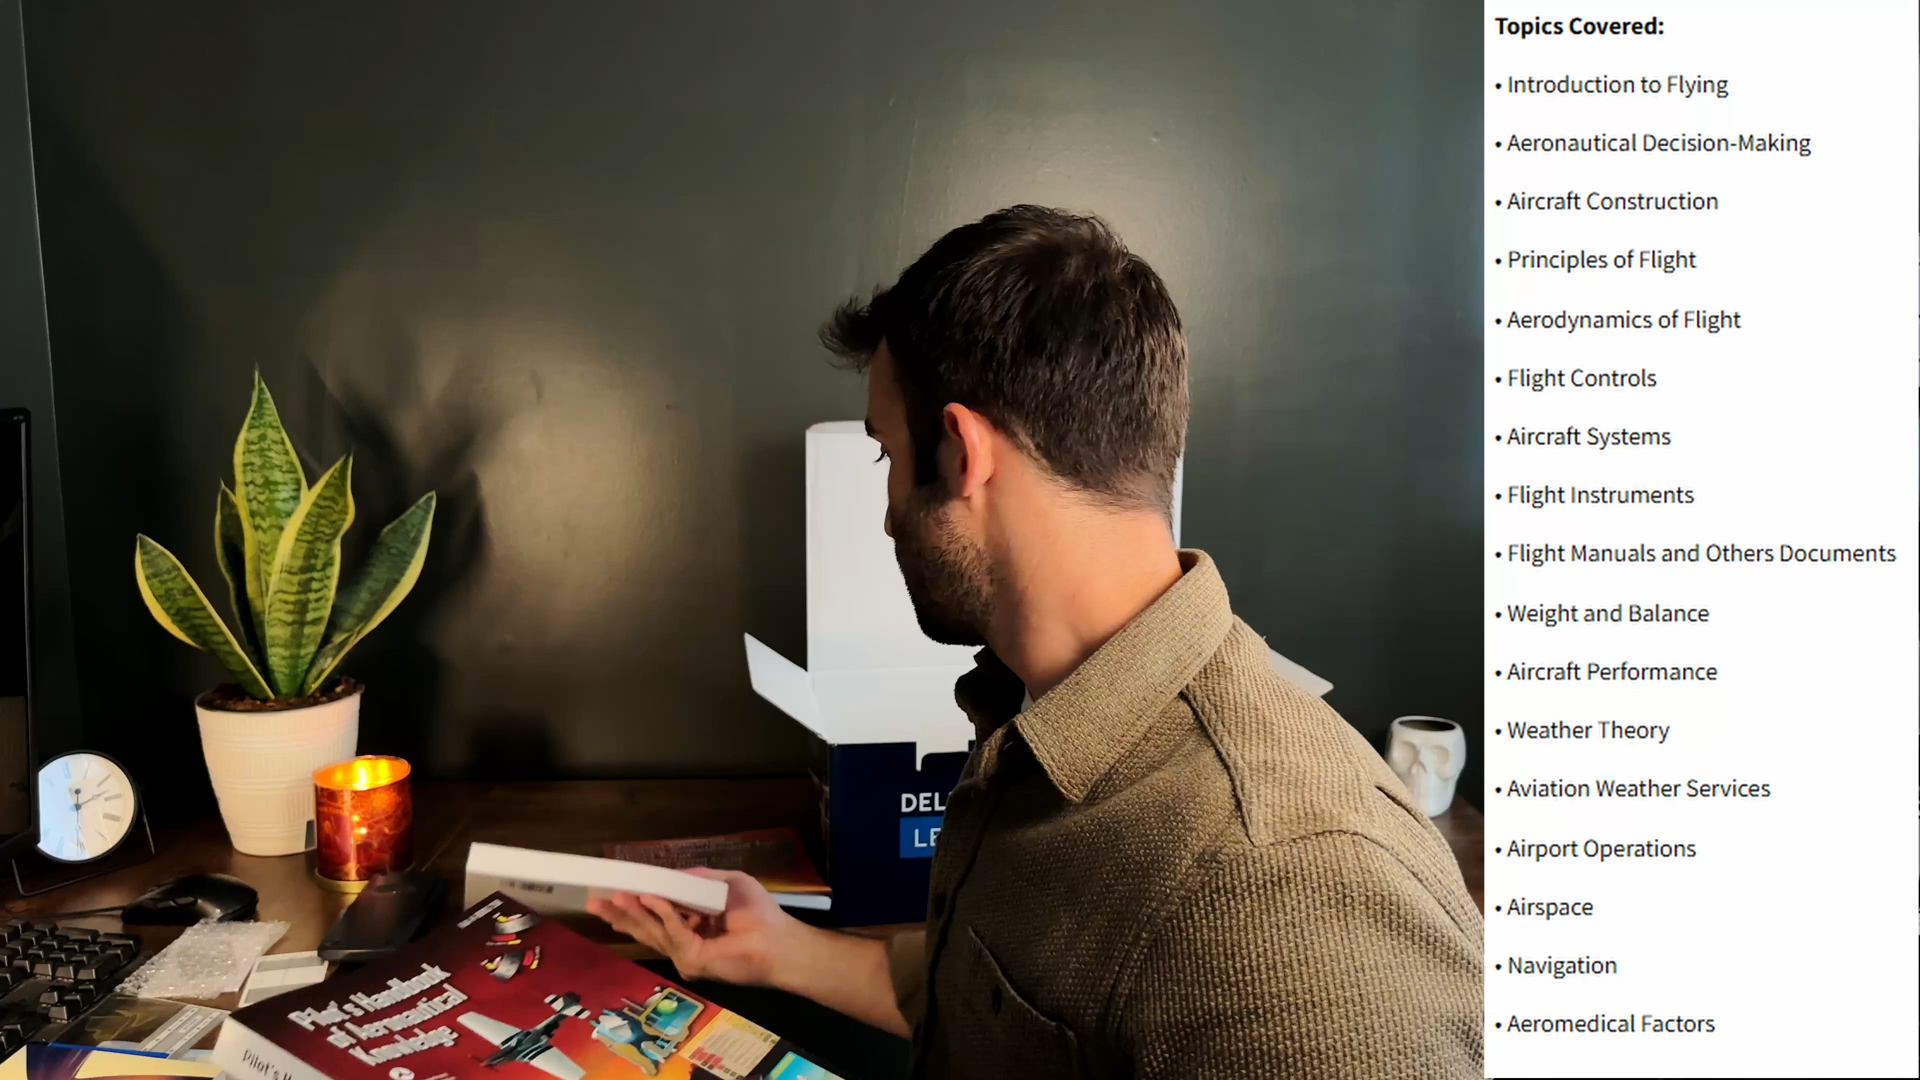 Topics Covered:
• Introduction to Flying
• Aeronautical Decision-Making
• Aircraft Construction
• Principles of Flight
• Aerodynamics of Flight
• Flight Controls
• Aircraft Systems
• Flight Instruments
• Flight Manuals and Others Documents
• Weight and Balance
• Aircraft Performance
• Weather Theory
• Aviation Weather Services
• Airport Operations
• Airspace
• Navigation
• Aeromedical Factors
DEL
LE
Pilot's Handbook
of Aeronautical
Knowledge
Pilot's H